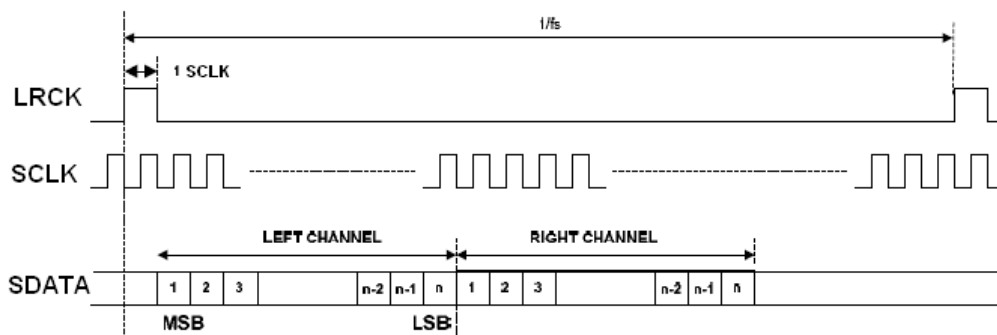 1/fs
1 SCLK
LRCK
SCLK
LEFT CHANNEL RIGHT CHANNEL
SDATA 1 2 3 n-2 n-1 n 1 2 3 n-2 n-1 n
MSB LSB